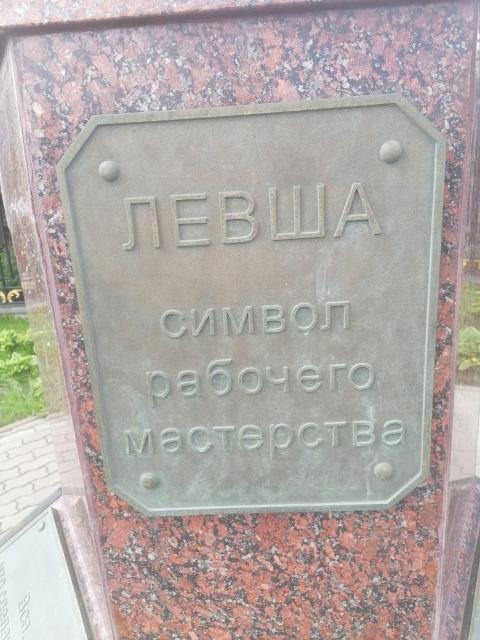 ЛЕВША
символ
рабочего
мастерства